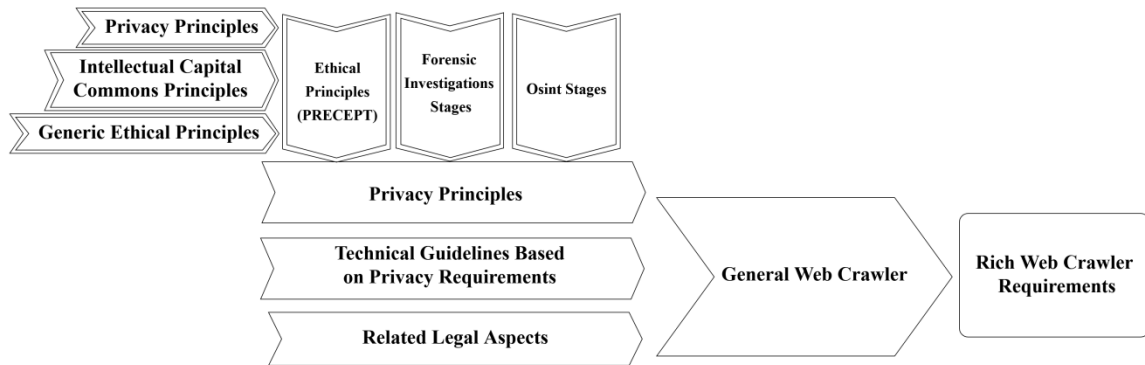 Privacy Principles
Intellectual Capital
Commons Principles
Generic Ethical Principles
Ethical
Principles
(PRECEPT)
Forensic
Investigations
Stages
Osint Stages
Privacy Principles
Technical Guidelines Based
on Privacy Requirements
Related Legal Aspects
General Web Crawler
Rich Web Crawler
Requirements